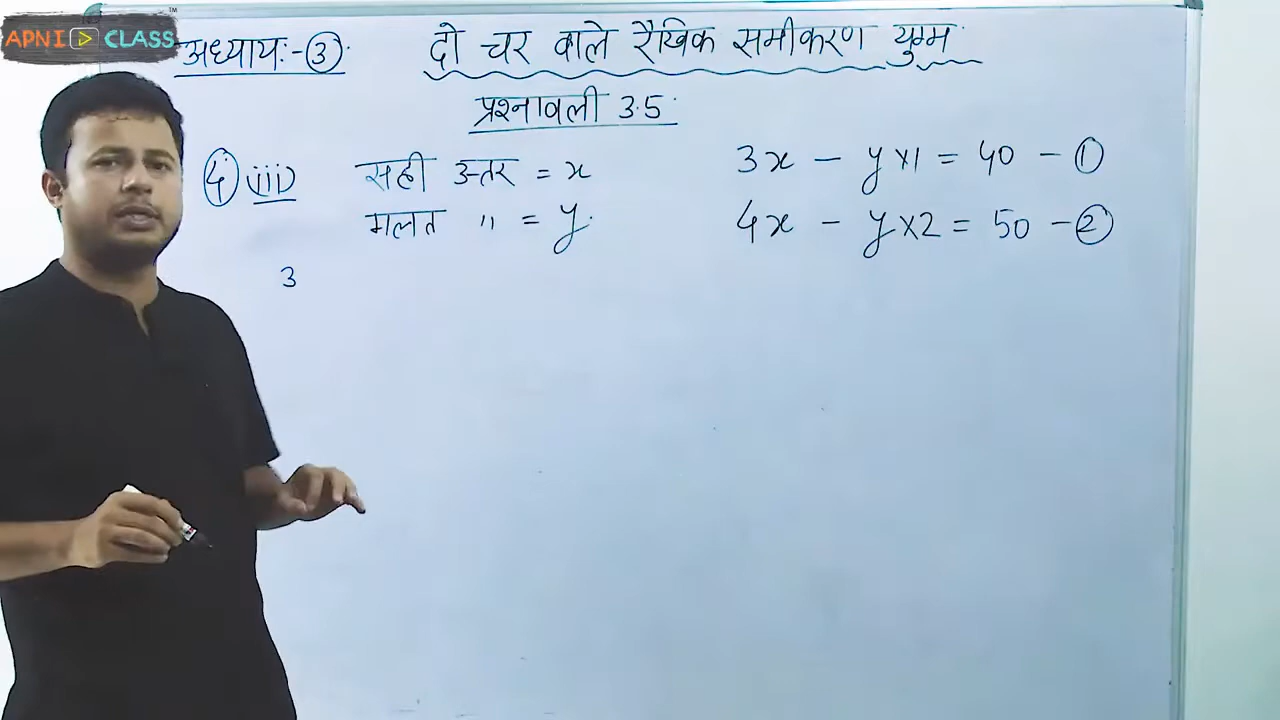 APNI CLASS™
अध्याय:-③ दो चर वाले रैखिक समीकरण युग्म
प्रश्नावली 3.5
④ (iii) सही उत्तर = x 3x - y×1 = 40 - ①
गलत " = y. 4x - y×2 = 50 - ②
3